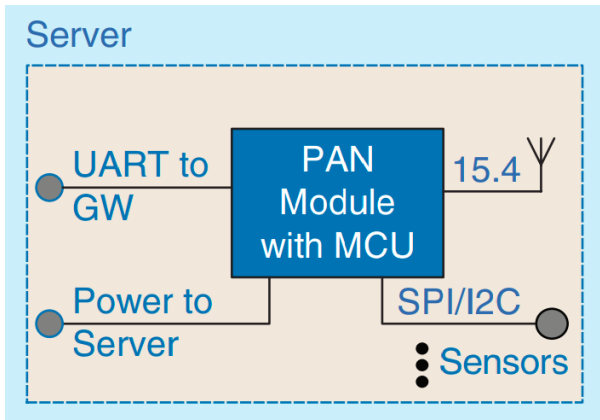 Server
UART to
GW
PAN
Module
with MCU
15.4
Power to
Server
SPI/I2C
Sensors